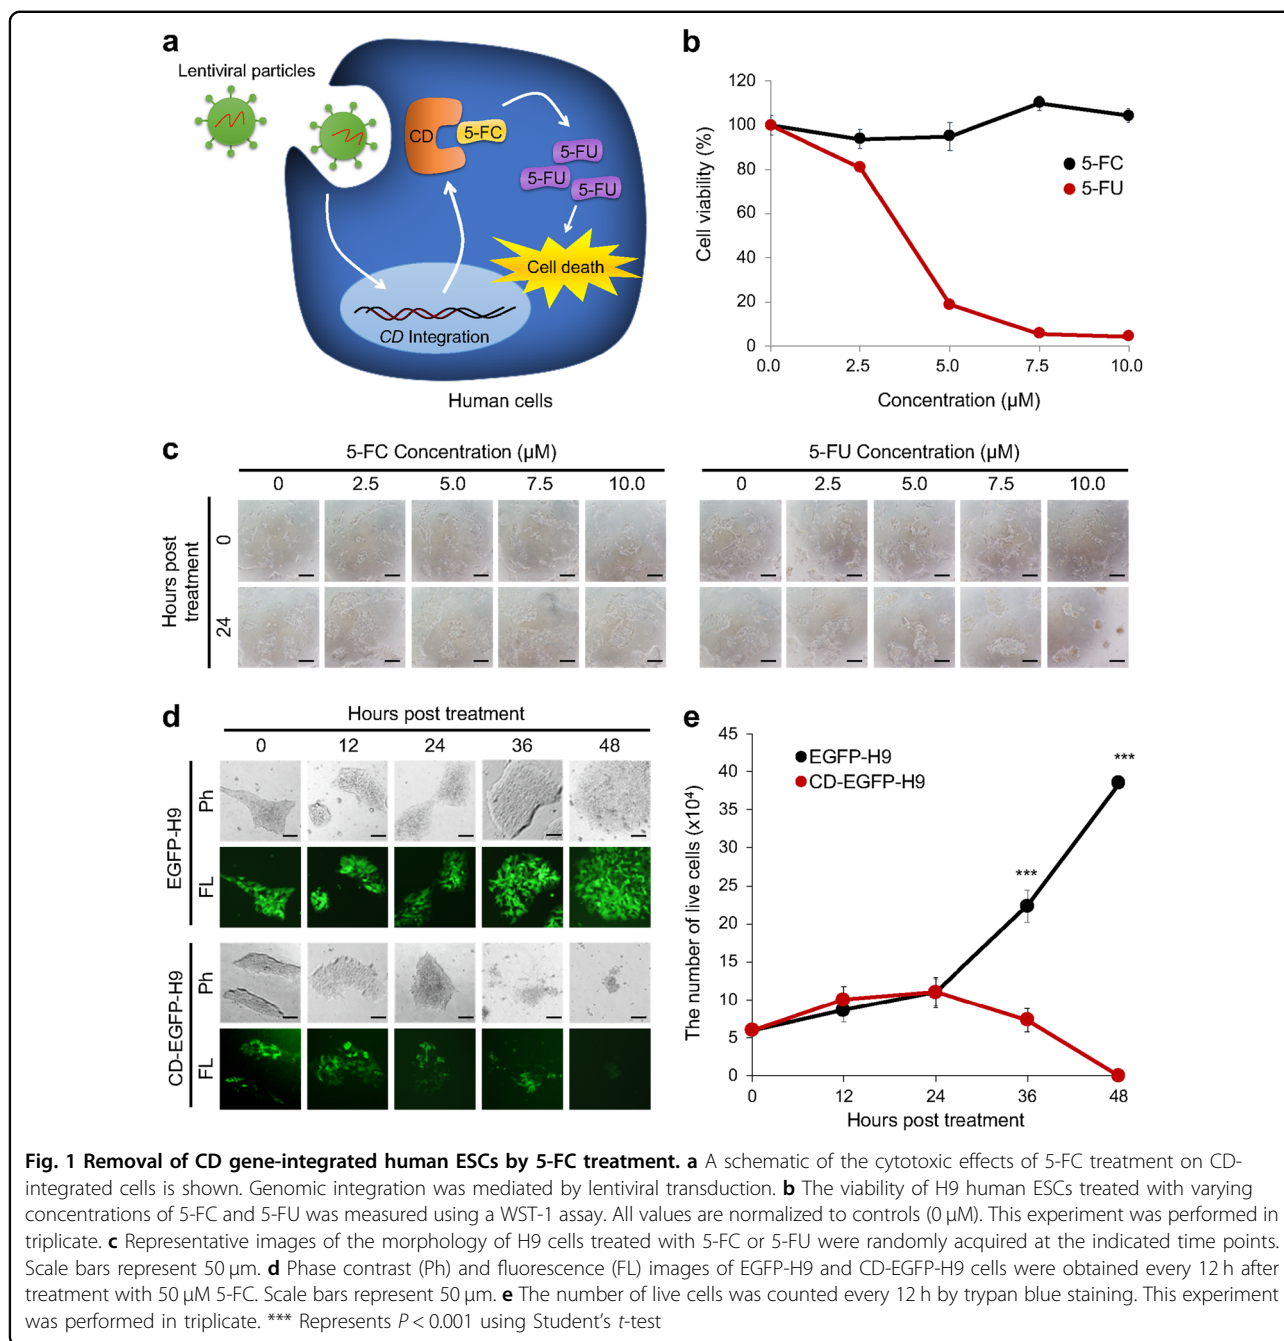 a
Lentiviral particles
CD
5-FC
5-FU
5-FU
5-FU
Cell death
CD Integration
Human cells
b
120
100
80
60
40
20
0
Cell viability (%)
5-FC
5-FU
0.0 2.5 5.0 7.5 10.0
Concentration (µM)
c
5-FC Concentration (µM)
0 2.5 5.0 7.5 10.0
5-FU Concentration (µM)
0 2.5 5.0 7.5 10.0
Hours post
treatment
0
24
d
Hours post treatment
0 12 24 36 48
EGFP-H9
Ph
FL
CD-EGFP-H9
Ph
FL
e
45
40
35
30
25
20
15
10
5
0
The number of live cells (x10⁴)
EGFP-H9
CD-EGFP-H9
***
***
0 12 24 36 48
Hours post treatment
Fig. 1 Removal of CD gene-integrated human ESCs by 5-FC treatment. a A schematic of the cytotoxic effects of 5-FC treatment on CD-
integrated cells is shown. Genomic integration was mediated by lentiviral transduction. b The viability of H9 human ESCs treated with varying
concentrations of 5-FC and 5-FU was measured using a WST-1 assay. All values are normalized to controls (0 µM). This experiment was performed in
triplicate. c Representative images of the morphology of H9 cells treated with 5-FC or 5-FU were randomly acquired at the indicated time points.
Scale bars represent 50 µm. d Phase contrast (Ph) and fluorescence (FL) images of EGFP-H9 and CD-EGFP-H9 cells were obtained every 12 h after
treatment with 50 µM 5-FC. Scale bars represent 50 µm. e The number of live cells was counted every 12 h by trypan blue staining. This experiment
was performed in triplicate. *** Represents P < 0.001 using Student's t-test